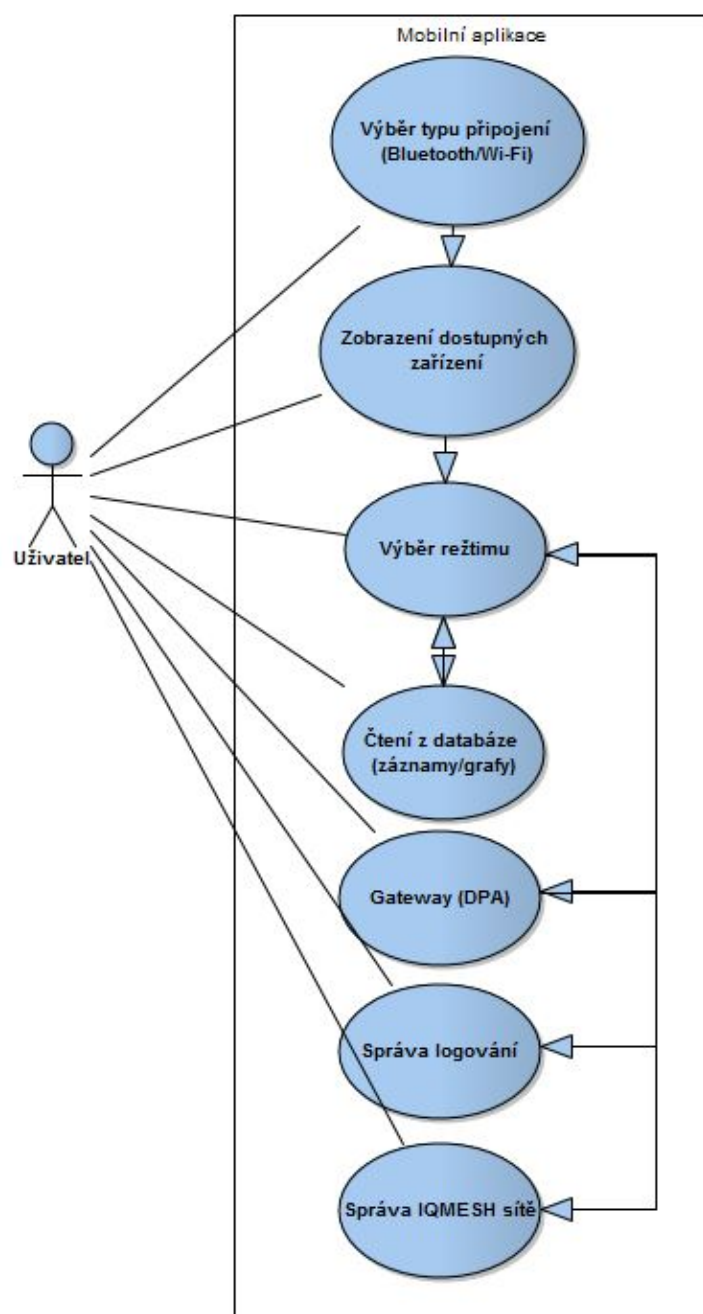 Mobilní aplikace
Výběr typu připojení
(Bluetooth/Wi-Fi)
Zobrazení dostupných
zařízení
Uživatel
Výběr režtimu
Čtení z databáze
(záznamy/grafy)
Gateway (DPA)
Správa logování
Správa IQMESH sítě